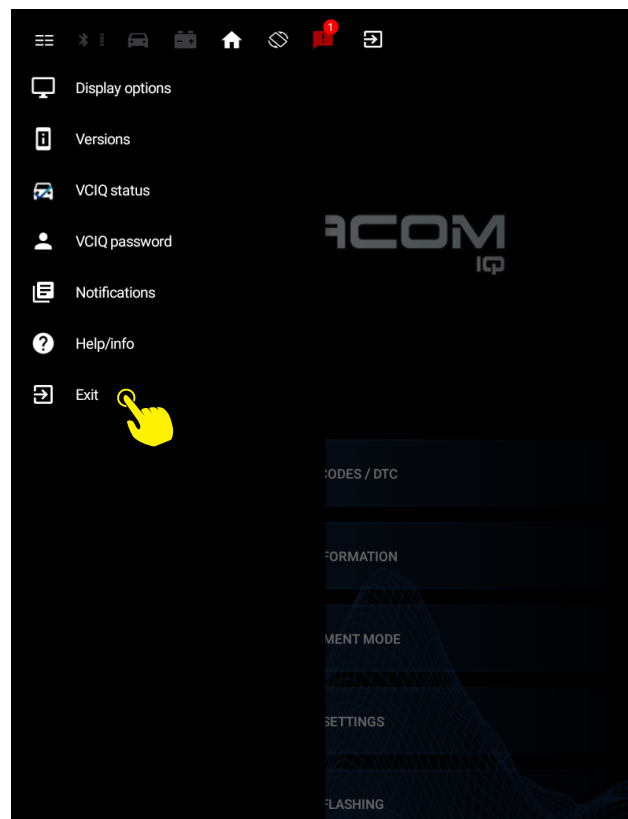 1
Display options
Versions
VCIQ status
VCIQ password
ACOM
IQ
Notifications
Help/info
Exit
CODES / DTC
FORMATION
MENT MODE
SETTINGS
FLASHING